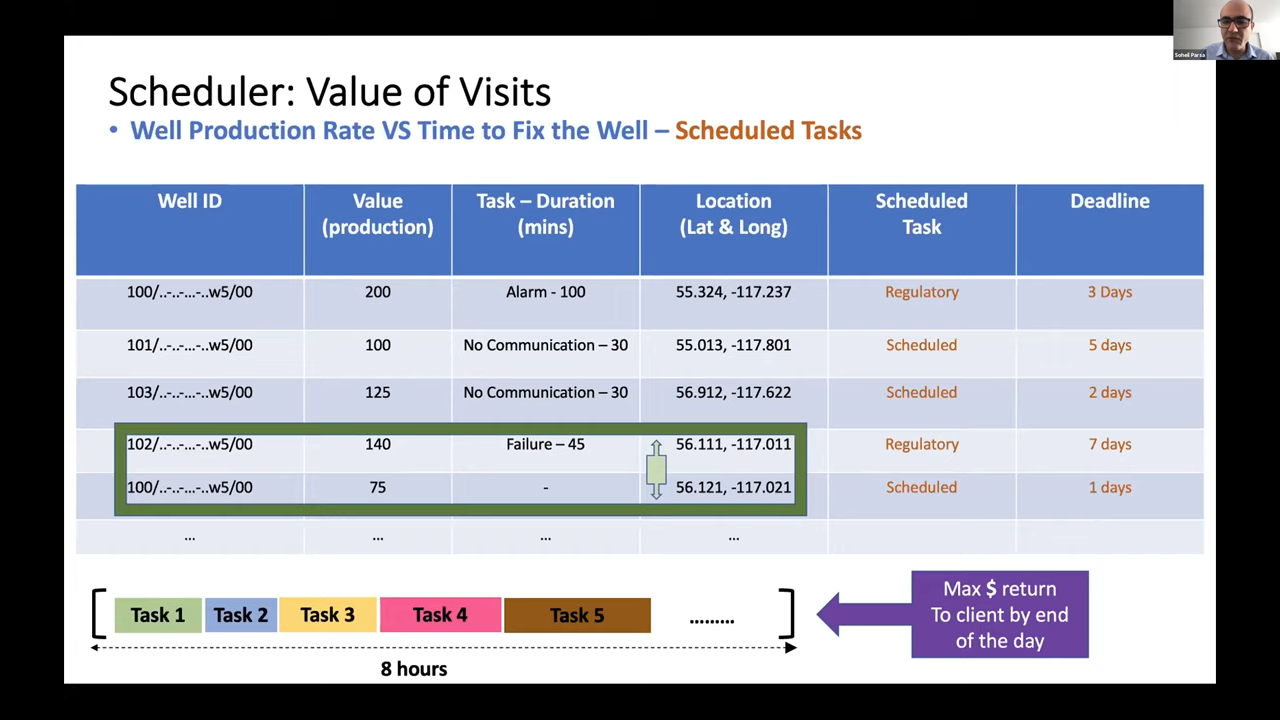 Soheil Parsa
Scheduler: Value of Visits
• Well Production Rate VS Time to Fix the Well – Scheduled Tasks
Well ID
Value
(production)
Task – Duration
(mins)
Location
(Lat & Long)
Scheduled
Task
Deadline
100/..-..-...-..w5/00 200 Alarm - 100 55.324, -117.237 Regulatory 3 Days
101/..-..-...-..w5/00 100 No Communication – 30 55.013, -117.801 Scheduled 5 days
103/..-..-...-..w5/00 125 No Communication – 30 56.912, -117.622 Scheduled 2 days
102/..-..-...-..w5/00 140 Failure – 45 56.111, -117.011 Regulatory 7 days
100/..-..-...-..w5/00 75 - 56.121, -117.021 Scheduled 1 days
... ... ... ...
[ Task 1 Task 2 Task 3 Task 4 Task 5 ......... ]
8 hours
Max $ return
To client by end
of the day